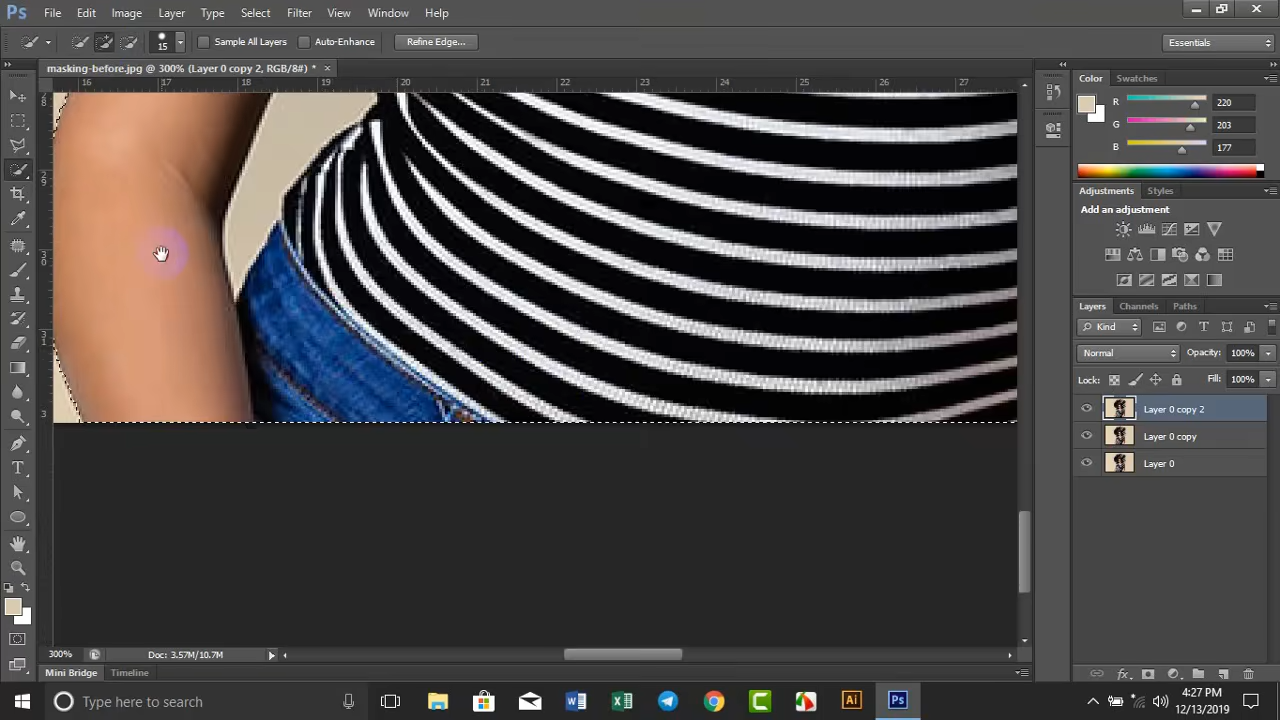 Ps File Edit Image Layer Type Select Filter View Window Help
15 Sample All Layers Auto-Enhance Refine Edge... Essentials
masking-before.jpg @ 300% (Layer 0 copy 2, RGB/8#) * ×
16 17 18 19 20 21 22 23 24 25 26 27
Color Swatches
R 220
G 203
B 177
Adjustments Styles
Add an adjustment
Layers Channels Paths
Kind
Normal Opacity: 100%
Lock: Fill: 100%
Layer 0 copy 2
Layer 0 copy
Layer 0
300% Doc: 3.57M/10.7M
Mini Bridge Timeline
Type here to search
Ai Ps
4:27 PM
12/13/2019